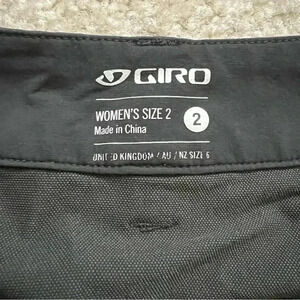 GIRO
WOMEN'S SIZE 2
Made in China
2
UNITED KINGDOM / AU / NZ SIZE 6